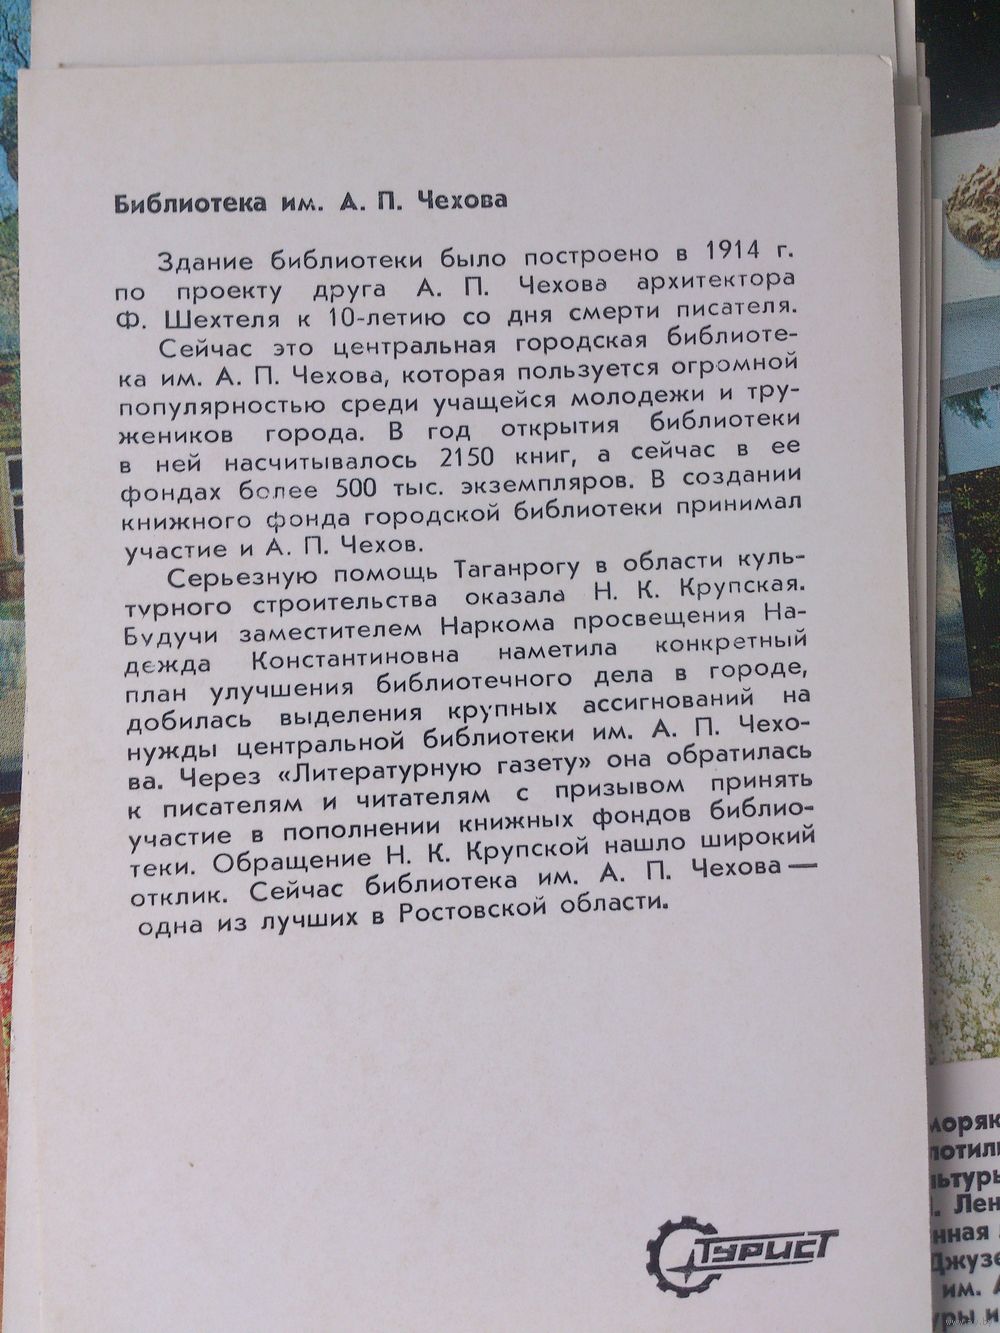 Библиотека им. А. П. Чехова
Здание библиотеки было построено в 1914 г.
по проекту друга А. П. Чехова архитектора
Ф. Шехтеля к 10-летию со дня смерти писателя.
Сейчас это центральная городская библиоте-
ка им. А. П. Чехова, которая пользуется огромной
популярностью среди учащейся молодежи и тру-
жеников города. В год открытия библиотеки
в ней насчитывалось 2150 книг, а сейчас в ее
фондах более 500 тыс. экземпляров. В создании
книжного фонда городской библиотеки принимал
участие и А. П. Чехов.
Серьезную помощь Таганрогу в области куль-
турного строительства оказала Н. К. Крупская.
Будучи заместителем Наркома просвещения На-
дежда Константиновна наметила конкретный
план улучшения библиотечного дела в городе,
добилась выделения крупных ассигнований на
нужды центральной библиотеки им. А. П. Чехо-
ва. Через «Литературную газету» она обратилась
к писателям и читателям с призывом принять
участие в пополнении книжных фондов библио-
теки. Обращение Н. К. Крупской нашло широкий
отклик. Сейчас библиотека им. А. П. Чехова —
одна из лучших в Ростовской области.
ТУРИСТ